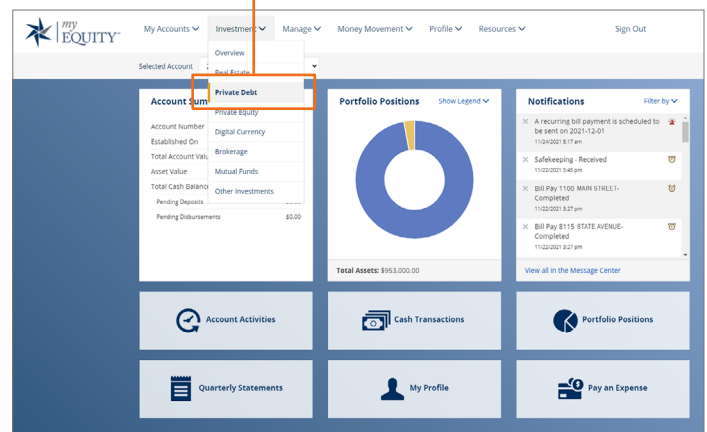 my
EQUITY
My Accounts
Investment
Manage
Money Movement
Profile
Resources
Sign Out
Selected Account
Overview
Real Estate
Private Debt
Private Equity
Digital Currency
Brokerage
Mutual Funds
Other Investments
Account Sum
Account Number
Established On
Total Account Valu
Asset Value
Total Cash Balance
Pending Deposits
Pending Disbursements $0.00
Portfolio Positions Show Legend
Total Assets: $953,000.00
Notifications Filter by
A recurring bill payment is scheduled to
be sent on 2021-12-01
11/24/2021 5:17 am
Safekeeping - Received
11/22/2021 5:45 pm
Bill Pay 1100 MAIN STREET-
Completed
11/22/2021 3:27 pm
Bill Pay 8115 STATE AVENUE-
Completed
11/22/2021 3:27 pm
View all in the Message Center
Account Activities
Cash Transactions
Portfolio Positions
Quarterly Statements
My Profile
Pay an Expense